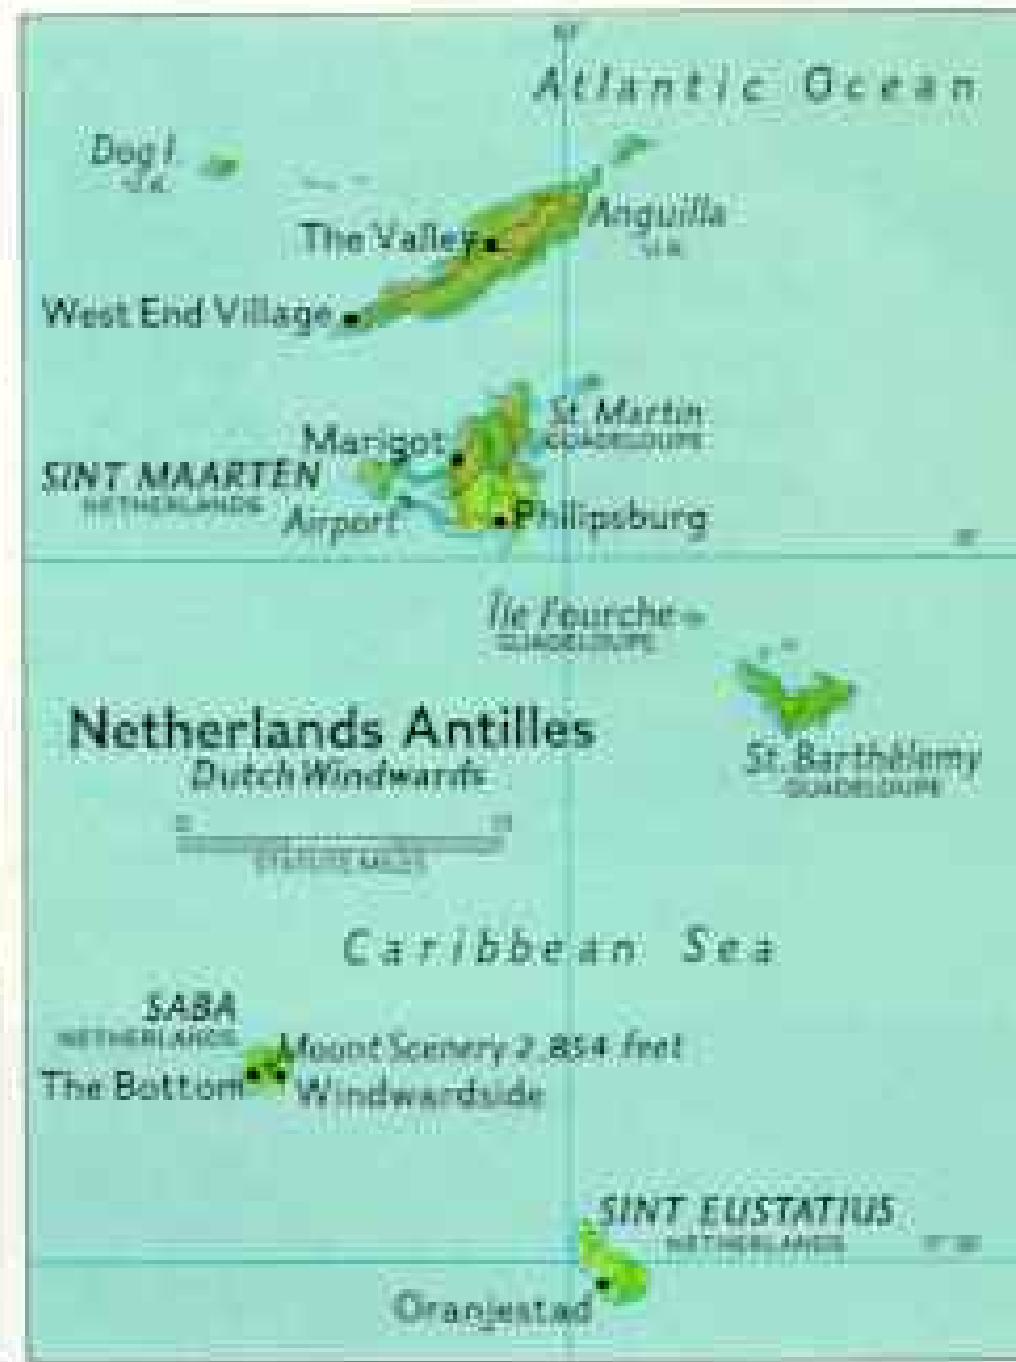 Atlantic Ocean
Dog I.
U.K.
The Valley
Anguilla
U.K.
West End Village
St. Martin
GUADELOUPE
Marigot
SINT MAARTEN
NETHERLANDS
Airport
Philipsburg
Île Fourche
GUADELOUPE
Netherlands Antilles
Dutch Windwards
St. Barthélemy
GUADELOUPE
STATUTE MILES
Caribbean Sea
SABA
NETHERLANDS
Mount Scenery 2,854 feet
The Bottom
Windwardside
SINT EUSTATIUS
NETHERLANDS
Oranjestad